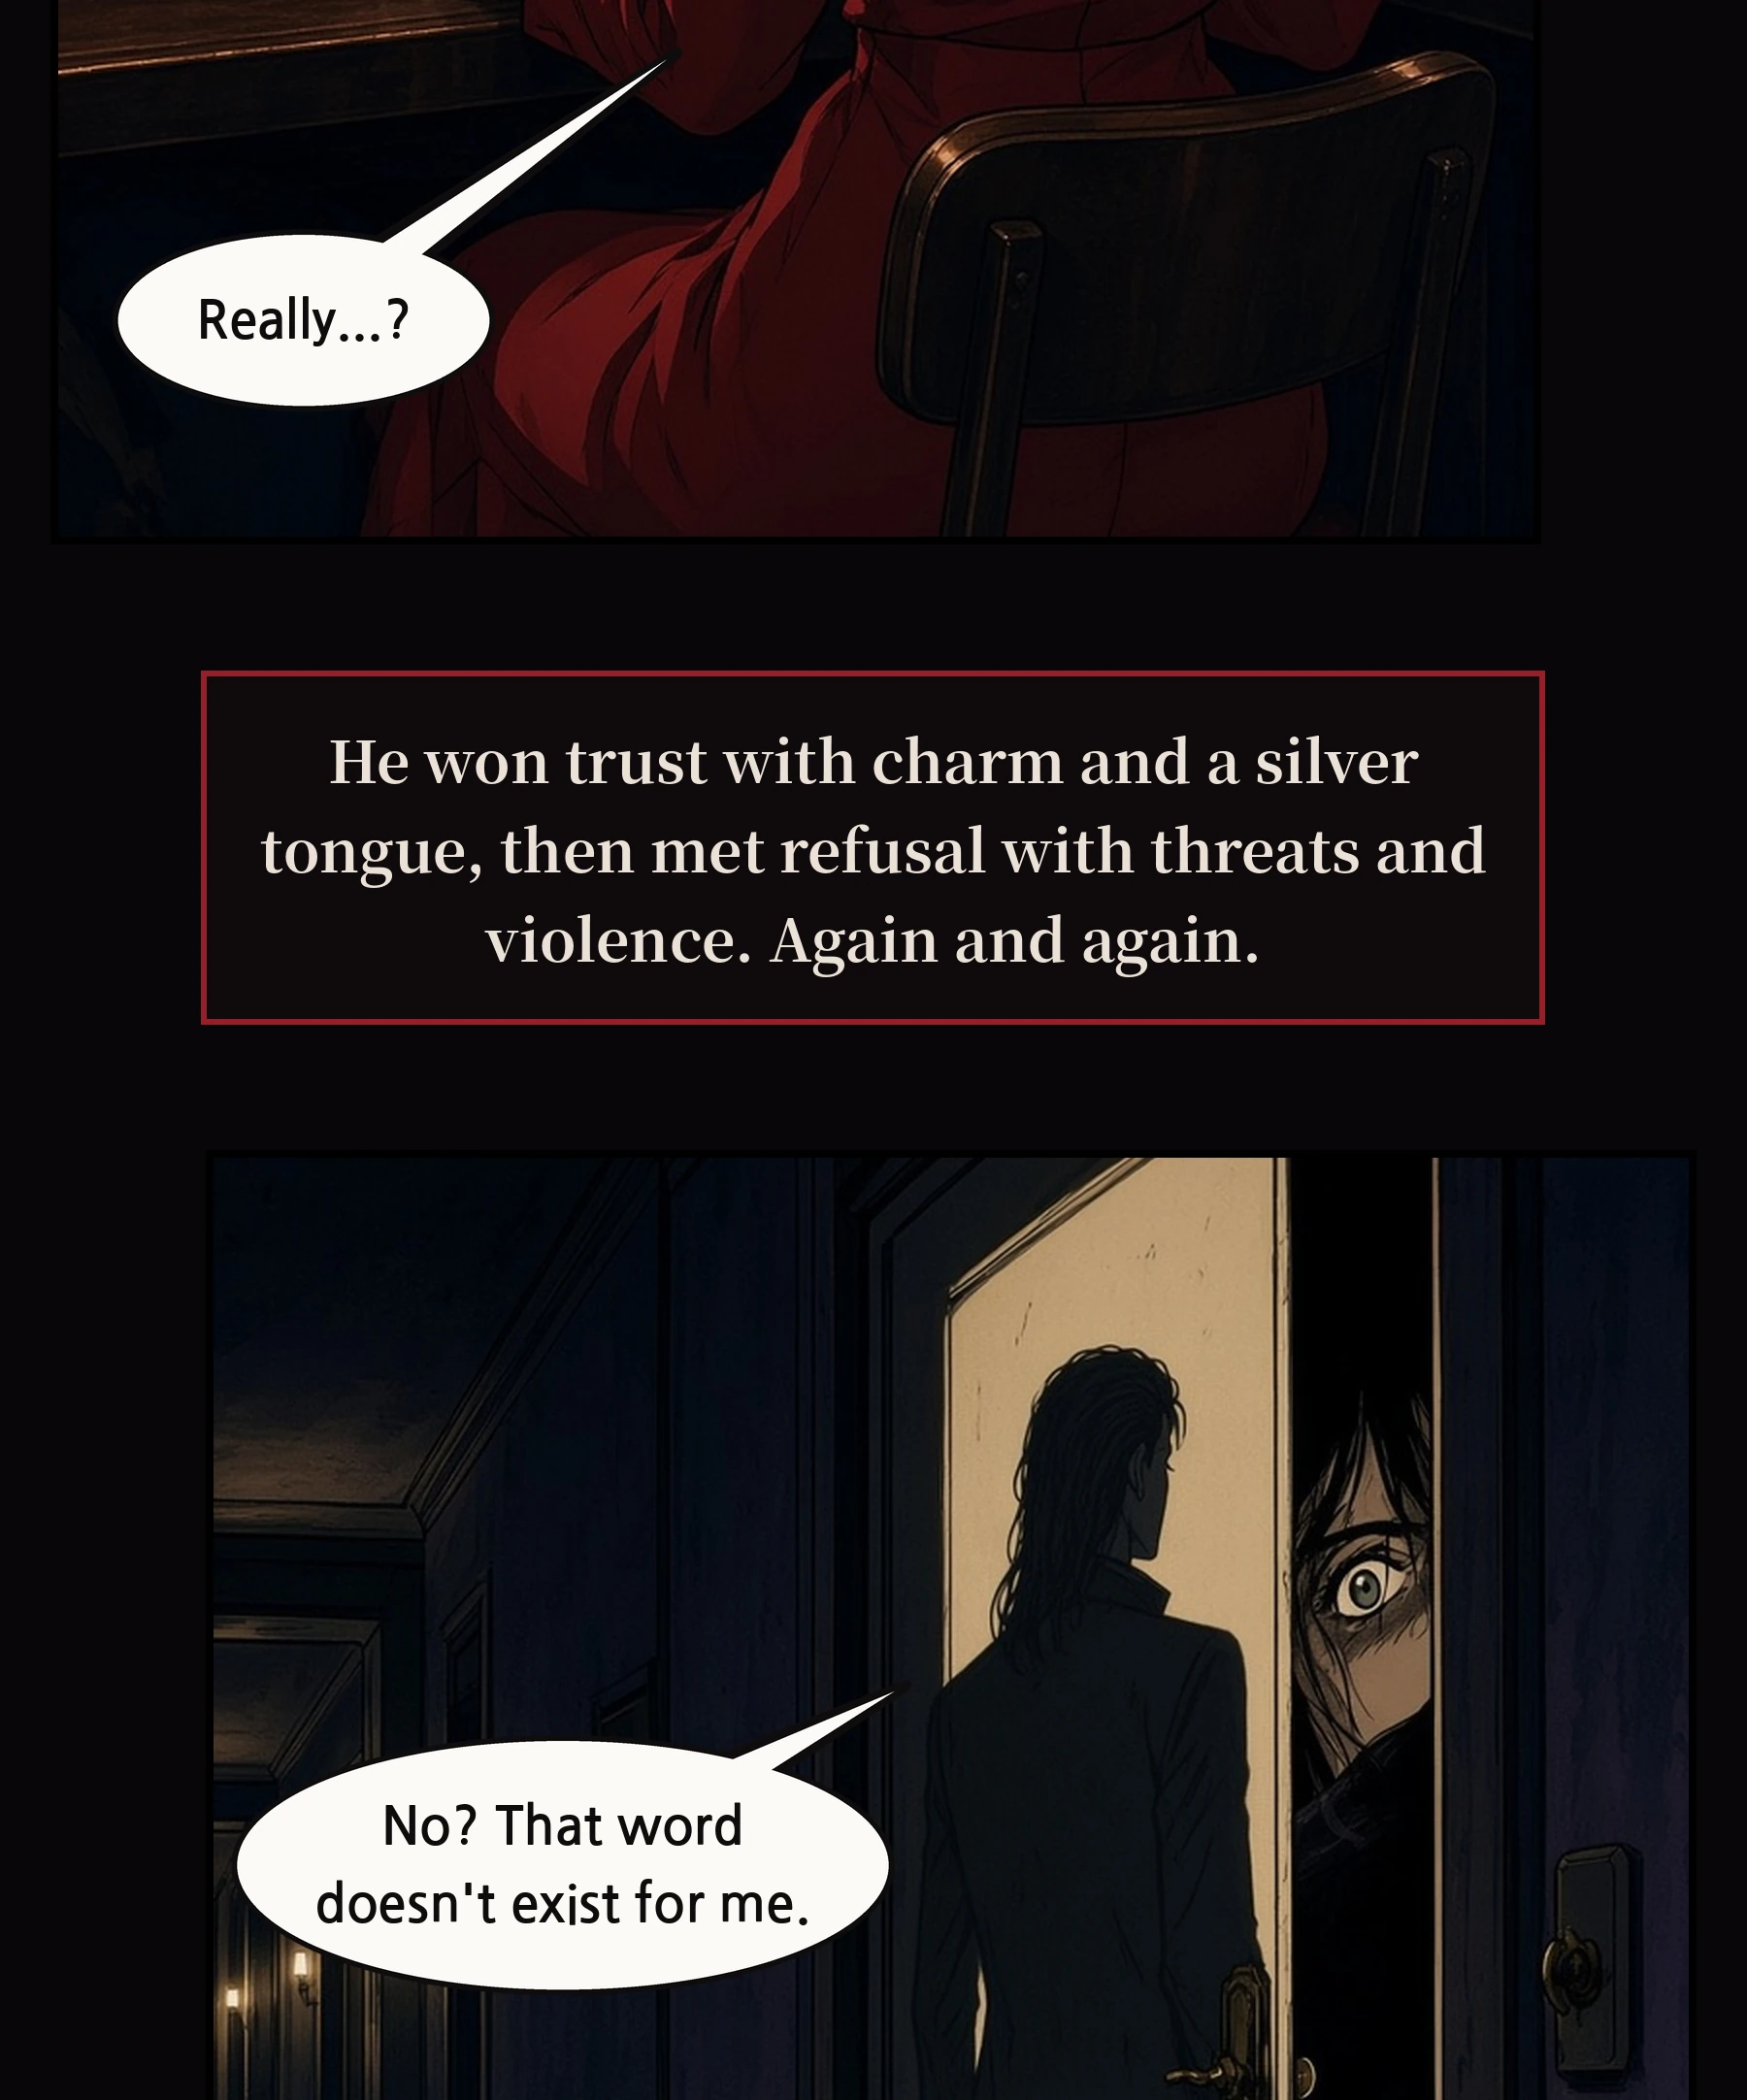 Really...?
He won trust with charm and a silver
tongue, then met refusal with threats and
violence. Again and again.
No? That word
doesn't exist for me.